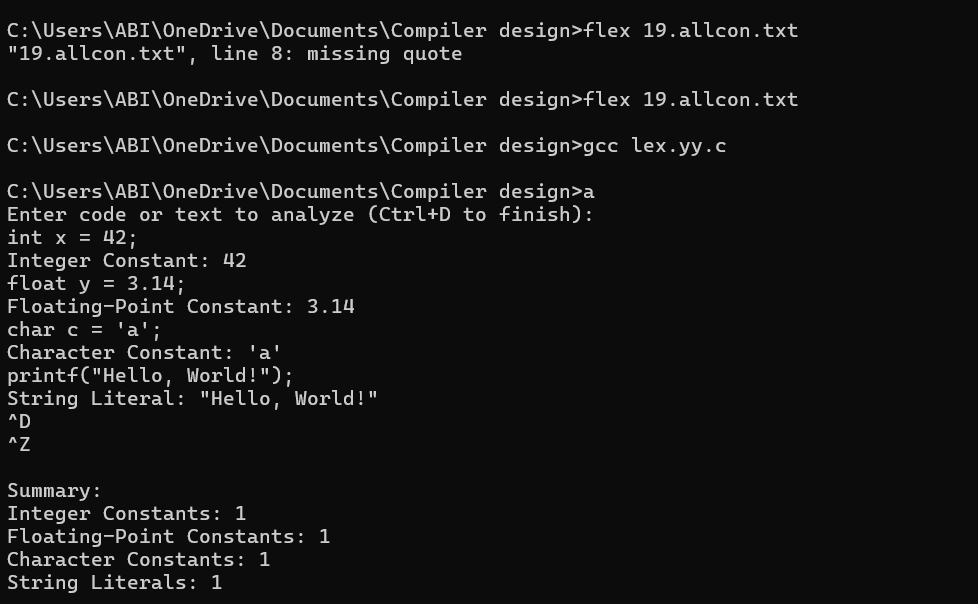 C:\Users\ABI\OneDrive\Documents\Compiler design>flex 19.allcon.txt
"19.allcon.txt", line 8: missing quote
C:\Users\ABI\OneDrive\Documents\Compiler design>flex 19.allcon.txt
C:\Users\ABI\OneDrive\Documents\Compiler design>gcc lex.yy.c
C:\Users\ABI\OneDrive\Documents\Compiler design>a
Enter code or text to analyze (Ctrl+D to finish):
int x = 42;
Integer Constant: 42
float y = 3.14;
Floating-Point Constant: 3.14
char c = 'a';
Character Constant: 'a'
printf("Hello, World!");
String Literal: "Hello, World!"
^D
^Z
Summary:
Integer Constants: 1
Floating-Point Constants: 1
Character Constants: 1
String Literals: 1